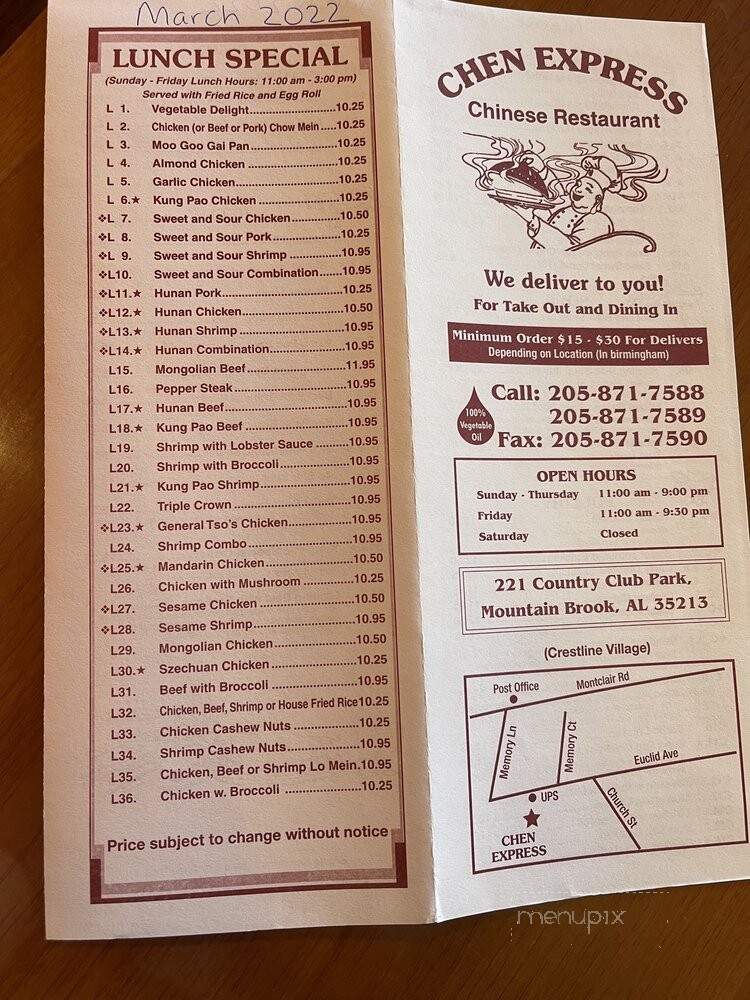 March 2022
LUNCH SPECIAL
(Sunday - Friday Lunch Hours: 11:00 am - 3:00 pm)
Served with Fried Rice and Egg Roll
L 1. Vegetable Delight..............................10.25
L 2. Chicken (or Beef or Pork) Chow Mein.....10.25
L 3. Moo Goo Gai Pan..............................10.25
L 4. Almond Chicken..............................10.25
L 5. Garlic Chicken..............................10.25
L 6.★ Kung Pao Chicken..............................10.25
❖L 7. Sweet and Sour Chicken....................10.50
❖L 8. Sweet and Sour Pork.........................10.25
❖L 9. Sweet and Sour Shrimp....................10.95
❖L10. Sweet and Sour Combination.......10.95
❖L11.★ Hunan Pork..............................10.25
❖L12.★ Hunan Chicken..............................10.50
❖L13.★ Hunan Shrimp..............................10.95
❖L14.★ Hunan Combination....................10.95
L15. Mongolian Beef..............................11.95
L16. Pepper Steak..............................10.95
L17.★ Hunan Beef..............................10.95
L18.★ Kung Pao Beef..............................10.95
L19. Shrimp with Lobster Sauce..........10.95
L20. Shrimp with Broccoli....................10.95
L21.★ Kung Pao Shrimp.........................10.95
L22. Triple Crown..............................10.95
❖L23.★ General Tso's Chicken....................10.95
L24. Shrimp Combo..............................10.95
❖L25.★ Mandarin Chicken.........................10.50
L26. Chicken with Mushroom....................10.25
❖L27. Sesame Chicken..............................10.50
❖L28. Sesame Shrimp..............................10.95
L29. Mongolian Chicken.........................10.50
L30.★ Szechuan Chicken.........................10.25
L31. Beef with Broccoli.........................10.95
L32. Chicken, Beef, Shrimp or House Fried Rice10.25
L33. Chicken Cashew Nuts....................10.25
L34. Shrimp Cashew Nuts....................10.95
L35. Chicken, Beef or Shrimp Lo Mein.10.95
L36. Chicken w. Broccoli....................10.25
Price subject to change without notice
CHEN EXPRESS
Chinese Restaurant
We deliver to you!
For Take Out and Dining In
Minimum Order $15 - $30 For Delivers
Depending on Location (In birmingham)
100%
Vegetable
Oil
Call: 205-871-7588
205-871-7589
Fax: 205-871-7590
OPEN HOURS
Sunday - Thursday 11:00 am - 9:00 pm
Friday 11:00 am - 9:30 pm
Saturday Closed
221 Country Club Park,
Mountain Brook, AL 35213
(Crestline Village)
Post Office
Montclair Rd
Memory Ln
Memory Ct
Euclid Ave
UPS
Church St
CHEN
EXPRESS
menupix